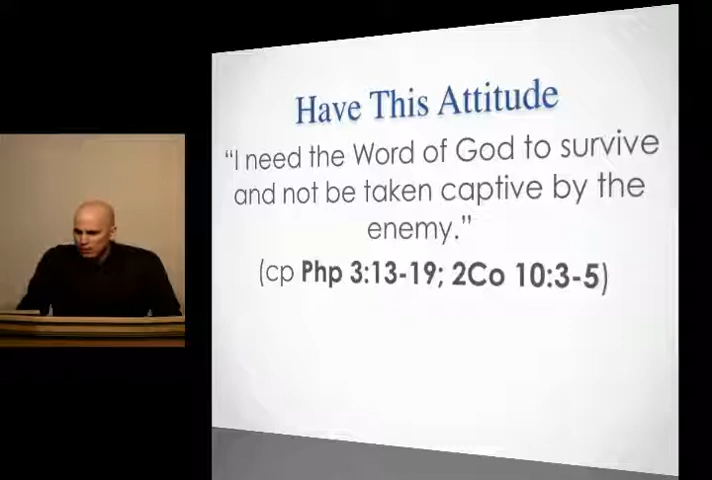 Have This Attitude
“I need the Word of God to survive
and not be taken captive by the
enemy.”
(cp Php 3:13-19; 2Co 10:3-5)